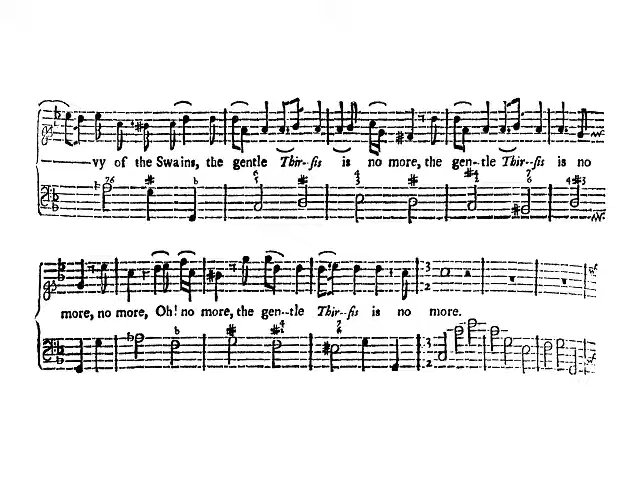 vy of the Swains, the gentle Thir--sis is no more, the gen--tle Thir--sis is no
more, no more, Oh! no more, the gen--tle Thir--sis is no more.